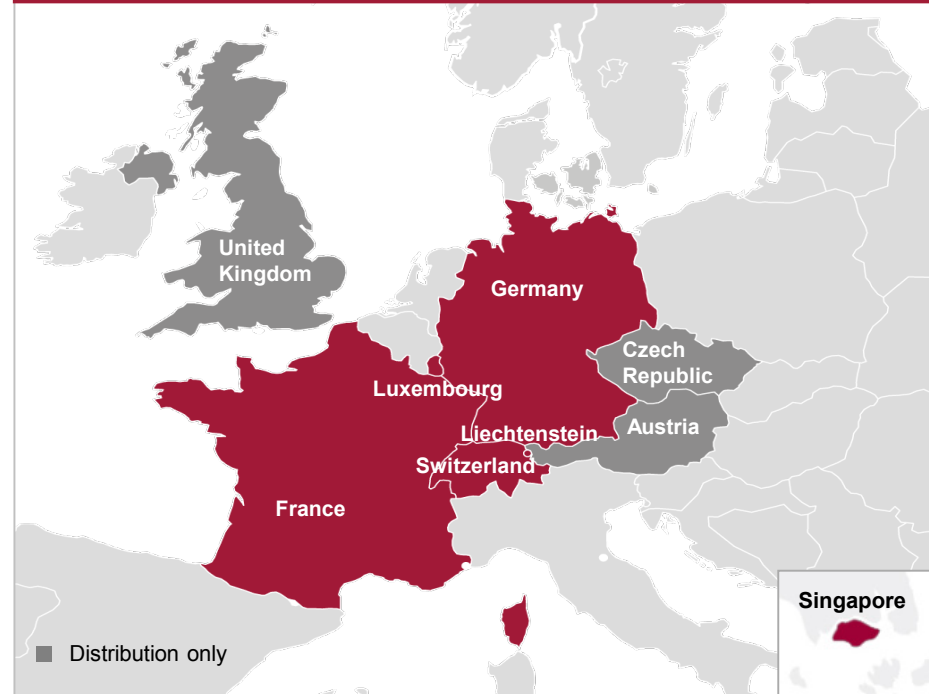 United
Kingdom
Germany
Czech
Republic
Luxembourg
Austria
Liechtenstein
Switzerland
France
Singapore
Distribution only